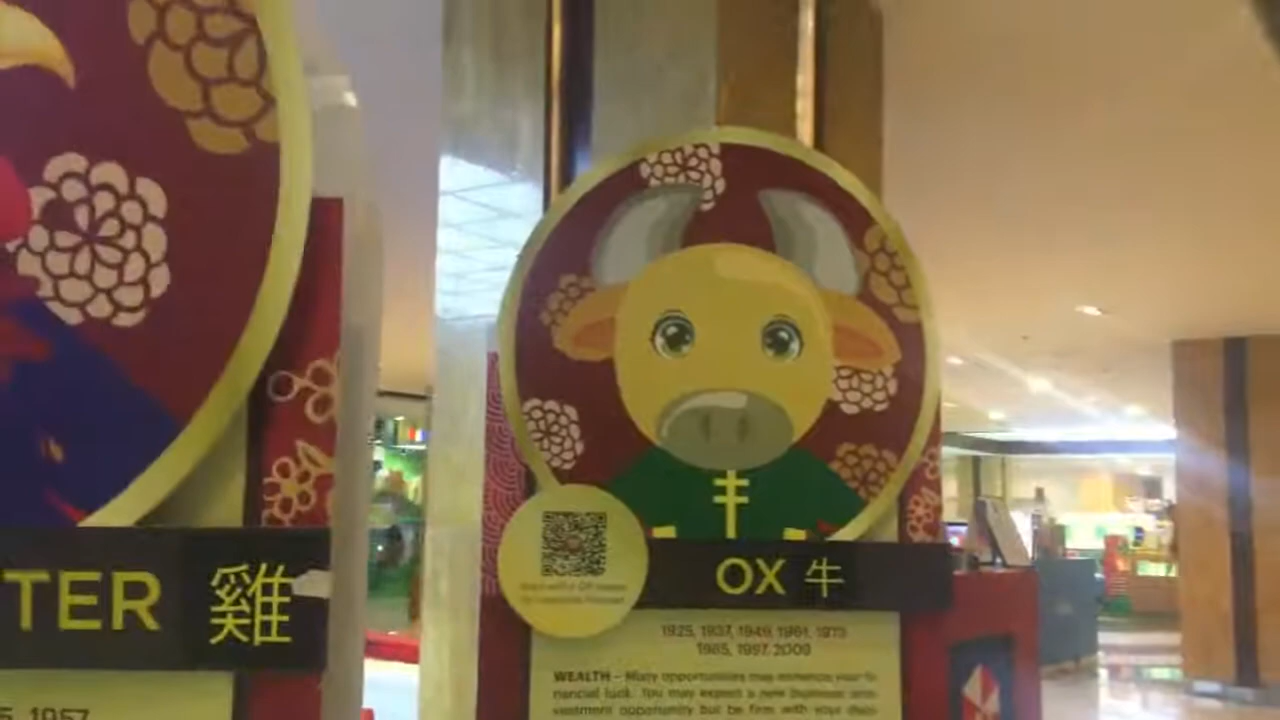 TER 雞
1957
OX 牛
1925, 1937, 1949, 1961, 1973
1985, 1997, 2009
WEALTH – Many opportunities may enhance your fi-
nancial luck. You may expect a new business and
vestment opportunity but be firm with your